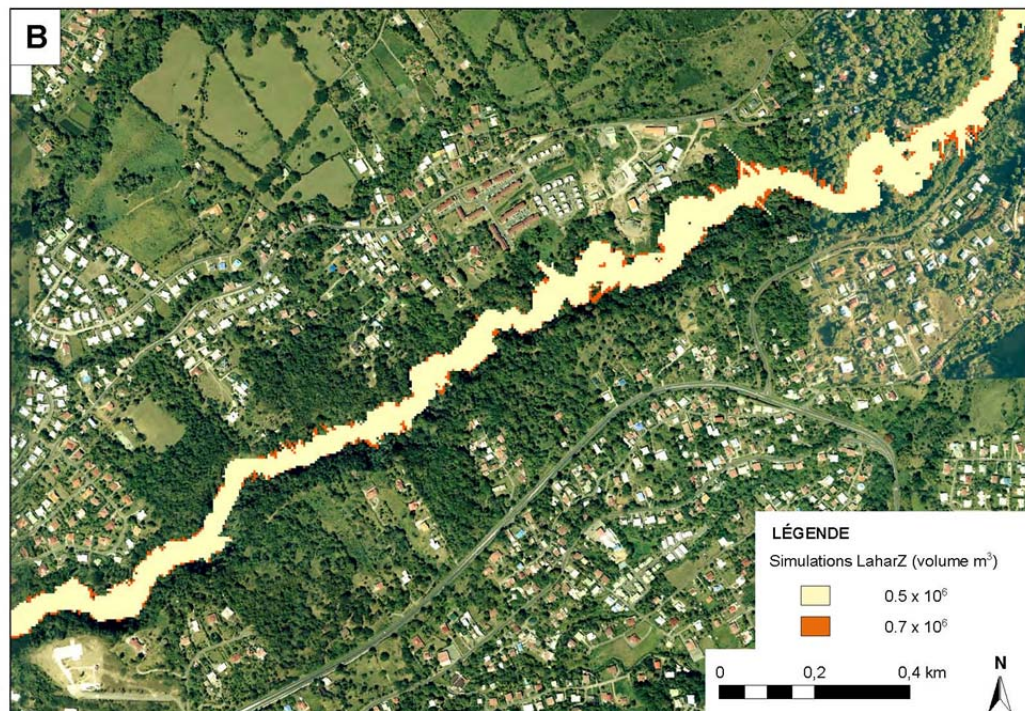 B
LÉGENDE
Simulations LaharZ (volume m³)
0.5 x 10⁶
0.7 x 10⁶
0 0,2 0,4 km
N